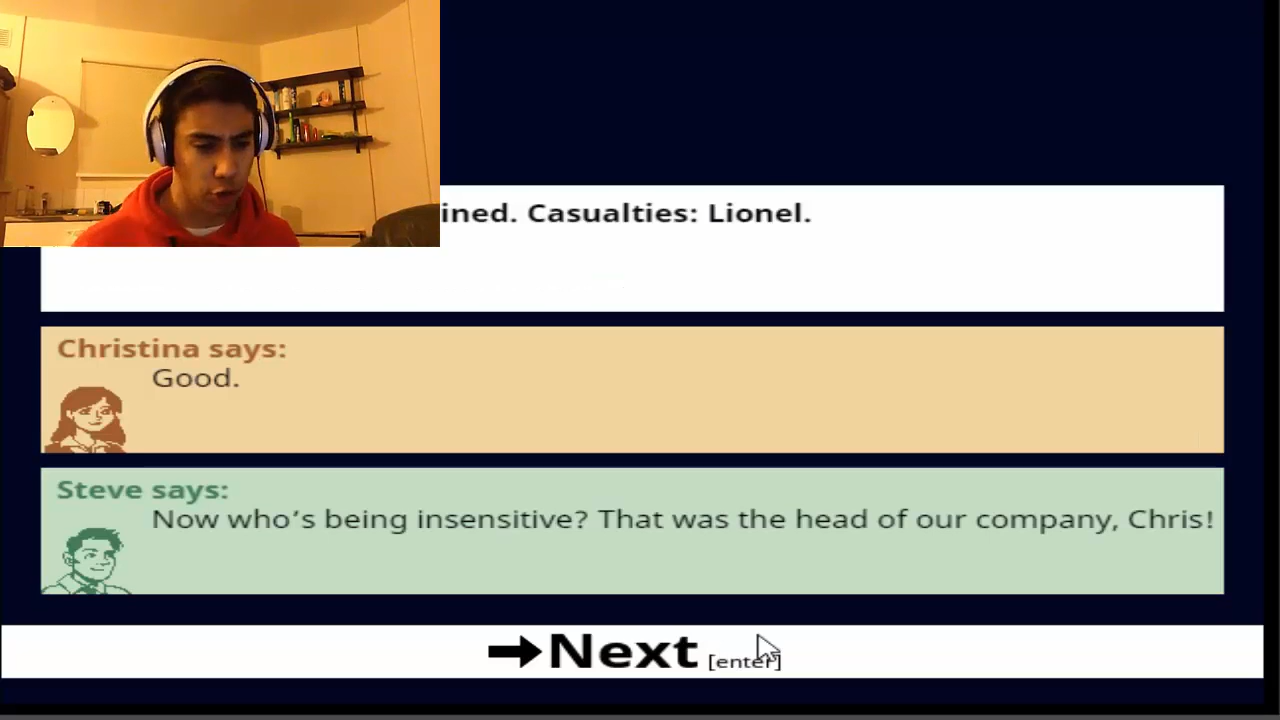 ined. Casualties: Lionel.
Christina says:
Good.
Steve says:
Now who's being insensitive? That was the head of our company, Chris!
Next [enter]